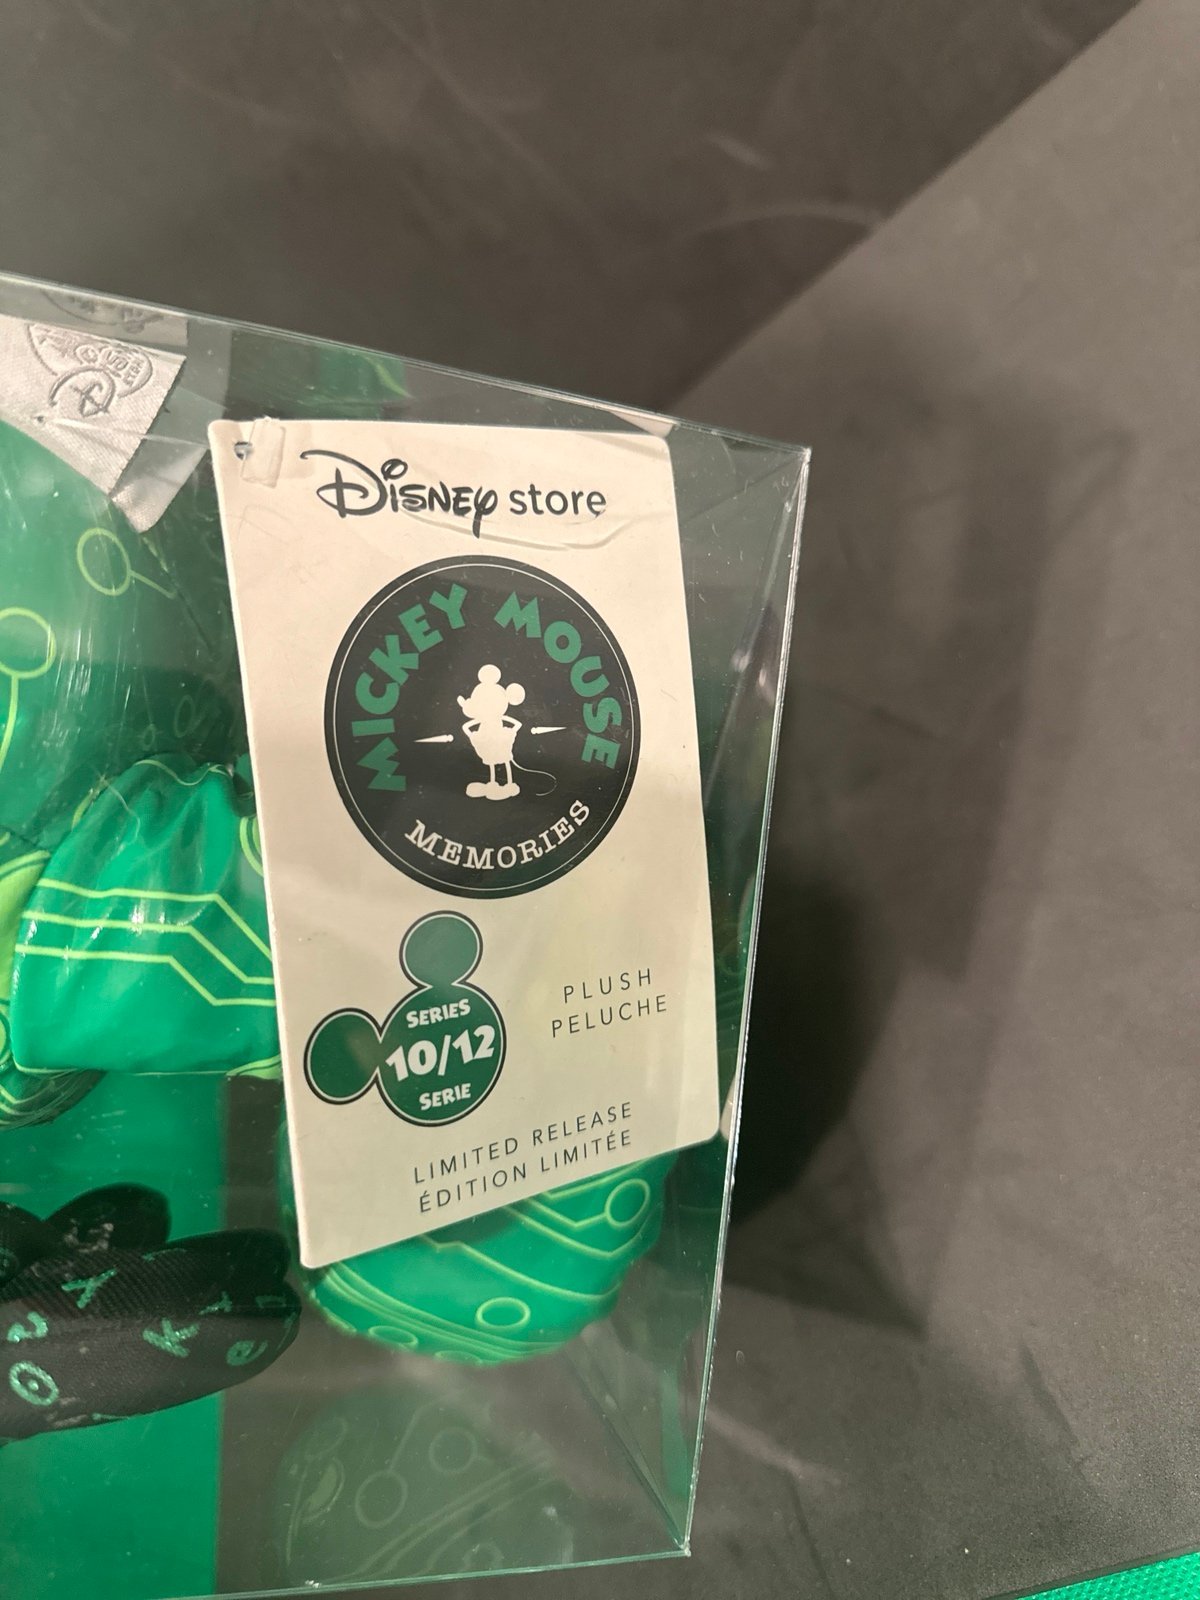 Disney store
MICKEY MOUSE
MEMORIES
SERIES
10/12
SERIE
PLUSH
PELUCHE
LIMITED RELEASE
ÉDITION LIMITÉE